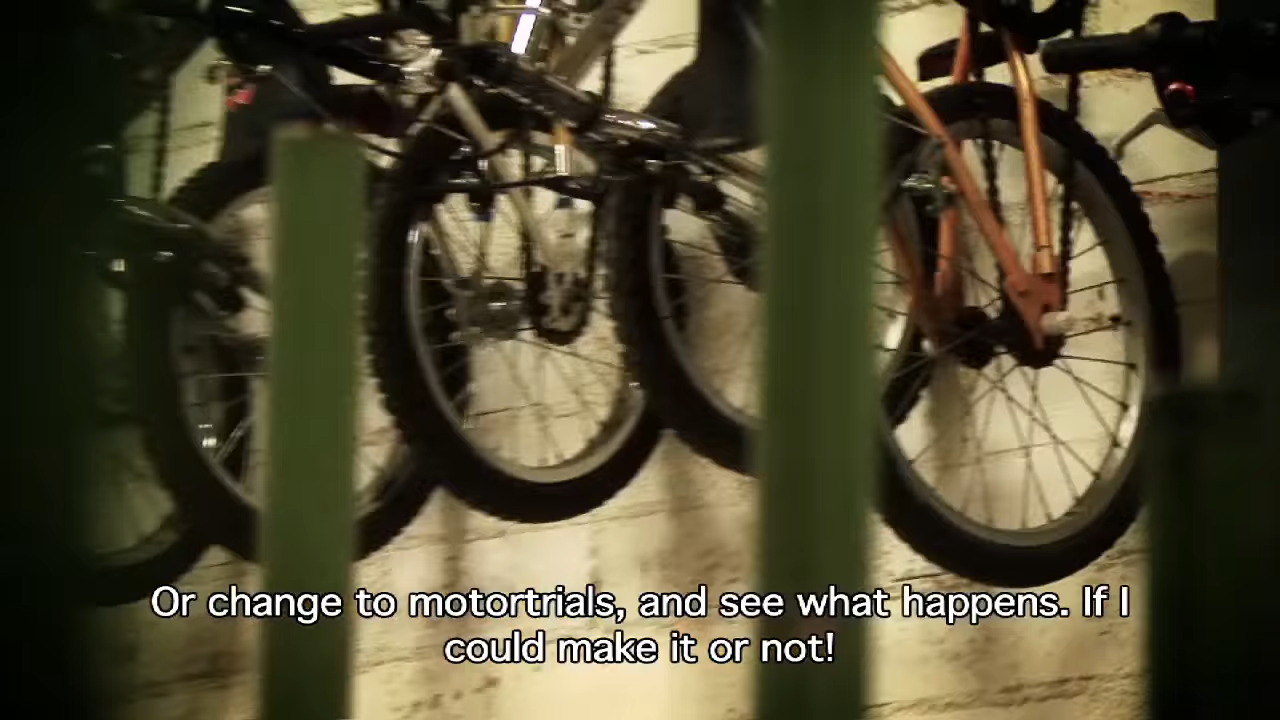 Or change to motortrials, and see what happens. If I
could make it or not!